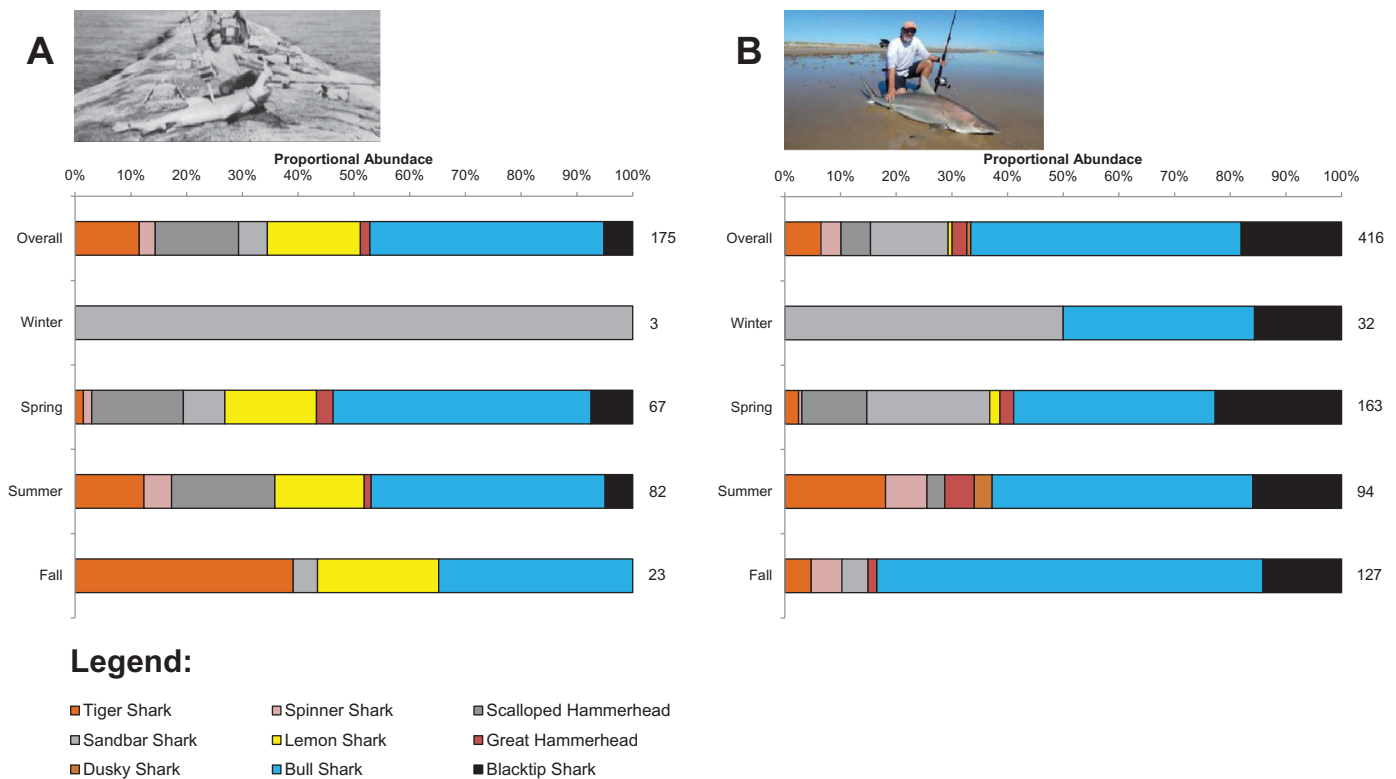 A
B
Proportional Abundace
0% 10% 20% 30% 40% 50% 60% 70% 80% 90% 100%
Overall 175
Winter 3
Spring 67
Summer 82
Fall 23
Proportional Abundace
0% 10% 20% 30% 40% 50% 60% 70% 80% 90% 100%
Overall 416
Winter 32
Spring 163
Summer 94
Fall 127
Legend:
Tiger Shark Spinner Shark Scalloped Hammerhead
Sandbar Shark Lemon Shark Great Hammerhead
Dusky Shark Bull Shark Blacktip Shark